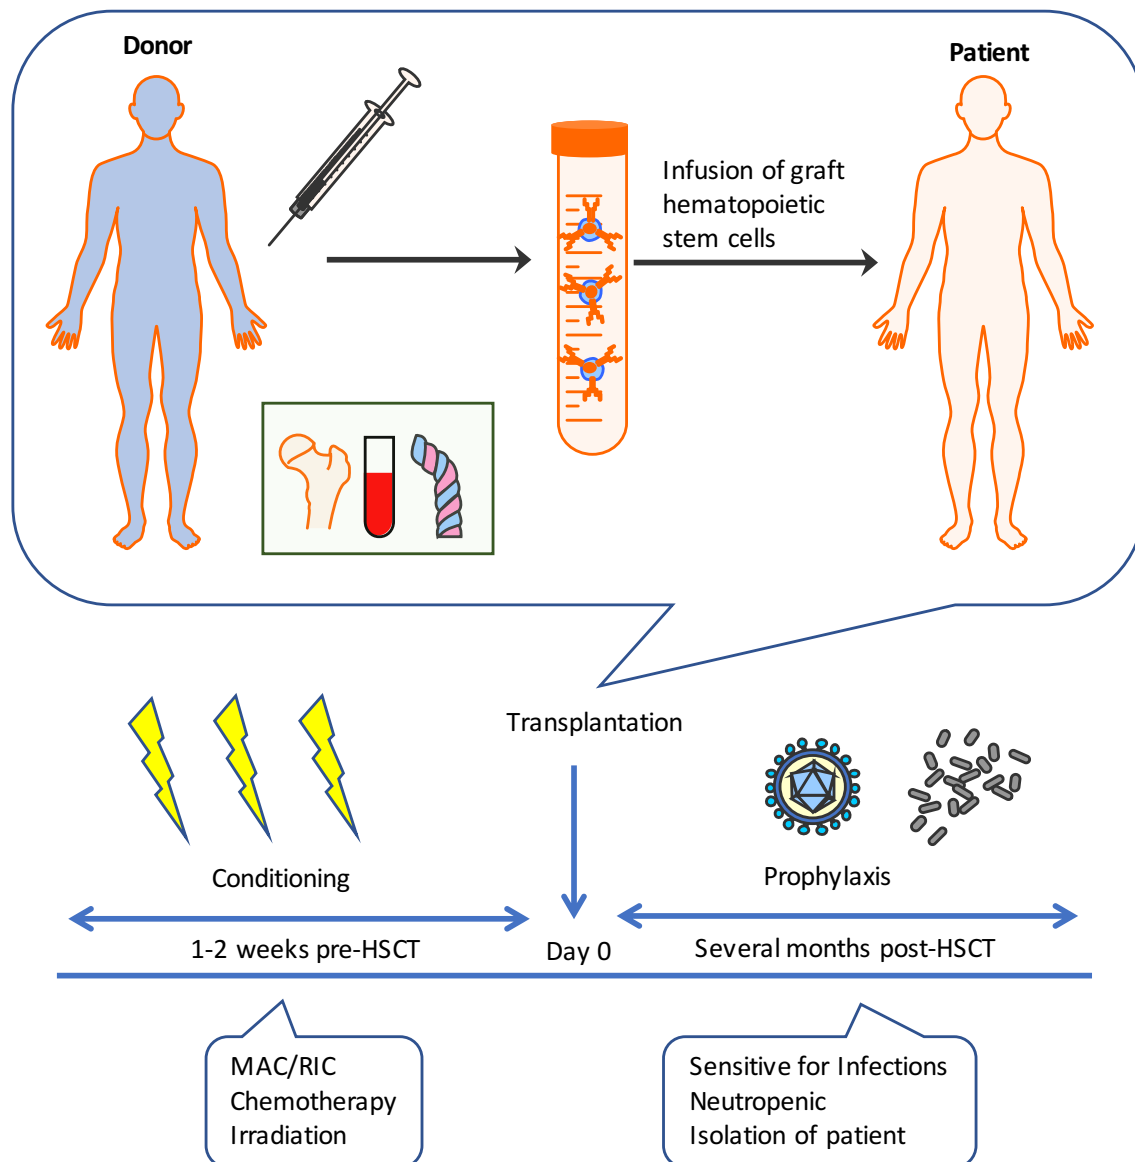 Donor
Patient
Infusion of graft
hematopoietic
stem cells
Transplantation
Conditioning
Prophylaxis
1-2 weeks pre-HSCT
Day 0
Several months post-HSCT
MAC/RIC
Chemotherapy
Irradiation
Sensitive for Infections
Neutropenic
Isolation of patient